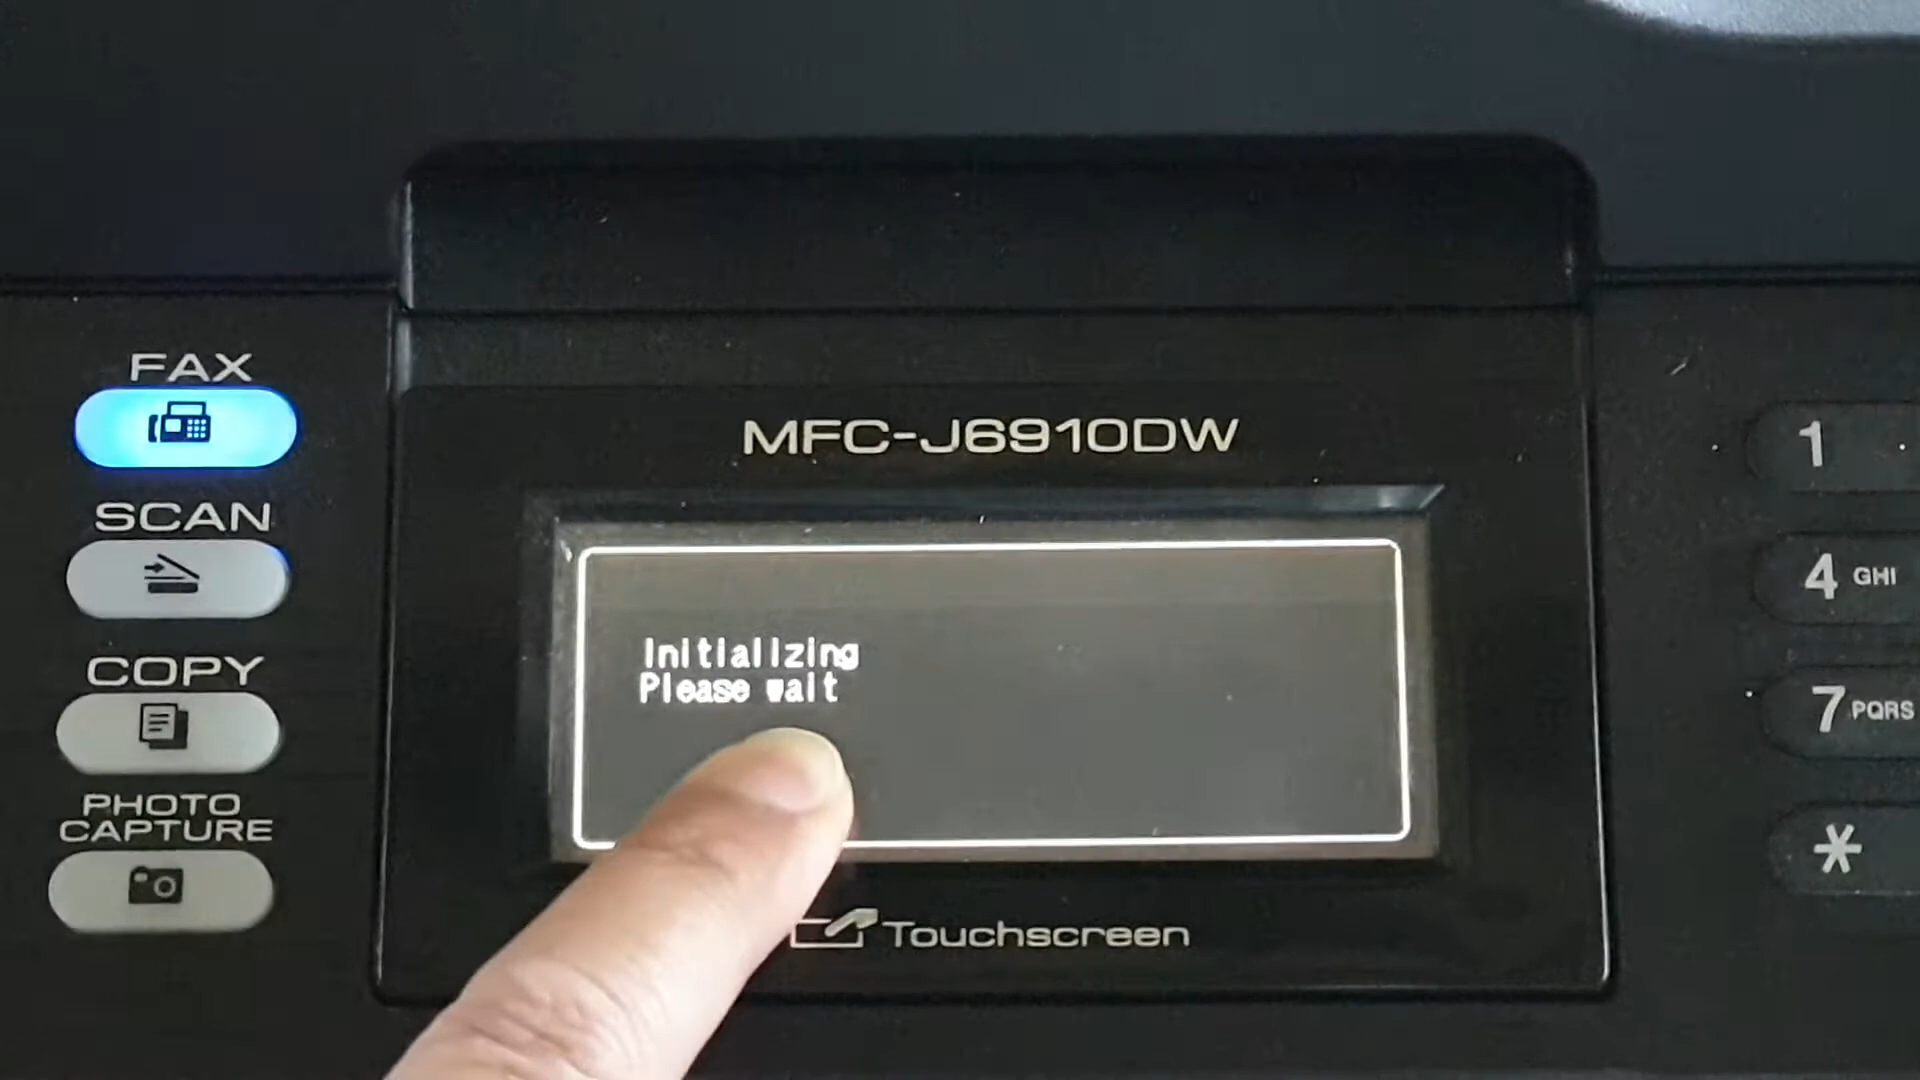 FAX
SCAN
COPY
PHOTO
CAPTURE
MFC-J6910DW
Initializing
Please wait
Touchscreen
1
4 GHI
7 PQRS
*